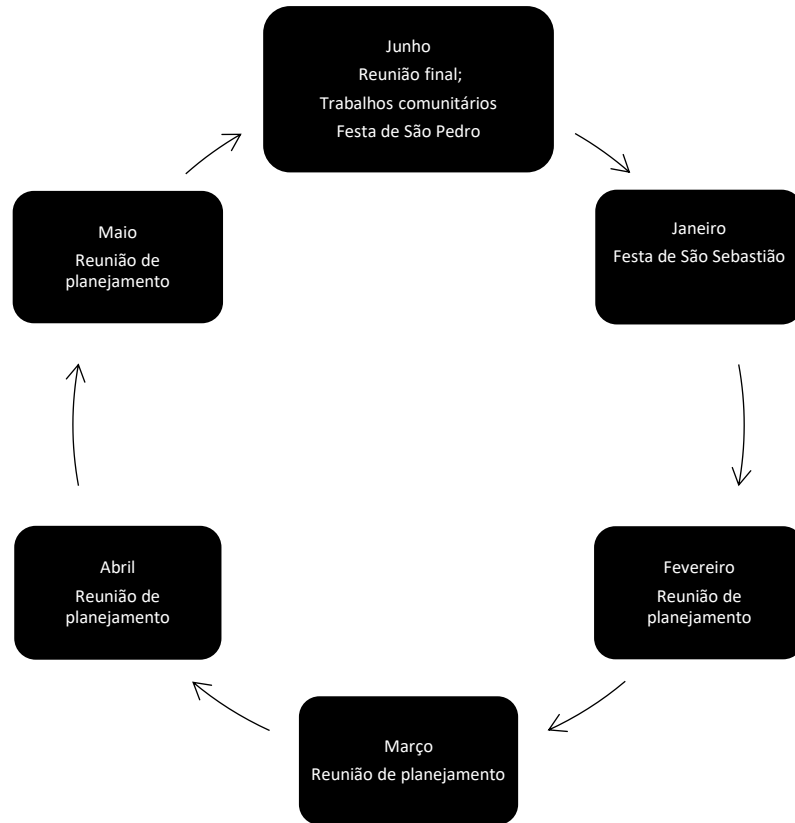 Junho
Reunião final;
Trabalhos comunitários
Festa de São Pedro
Janeiro
Festa de São Sebastião
Fevereiro
Reunião de
planejamento
Março
Reunião de planejamento
Abril
Reunião de
planejamento
Maio
Reunião de
planejamento